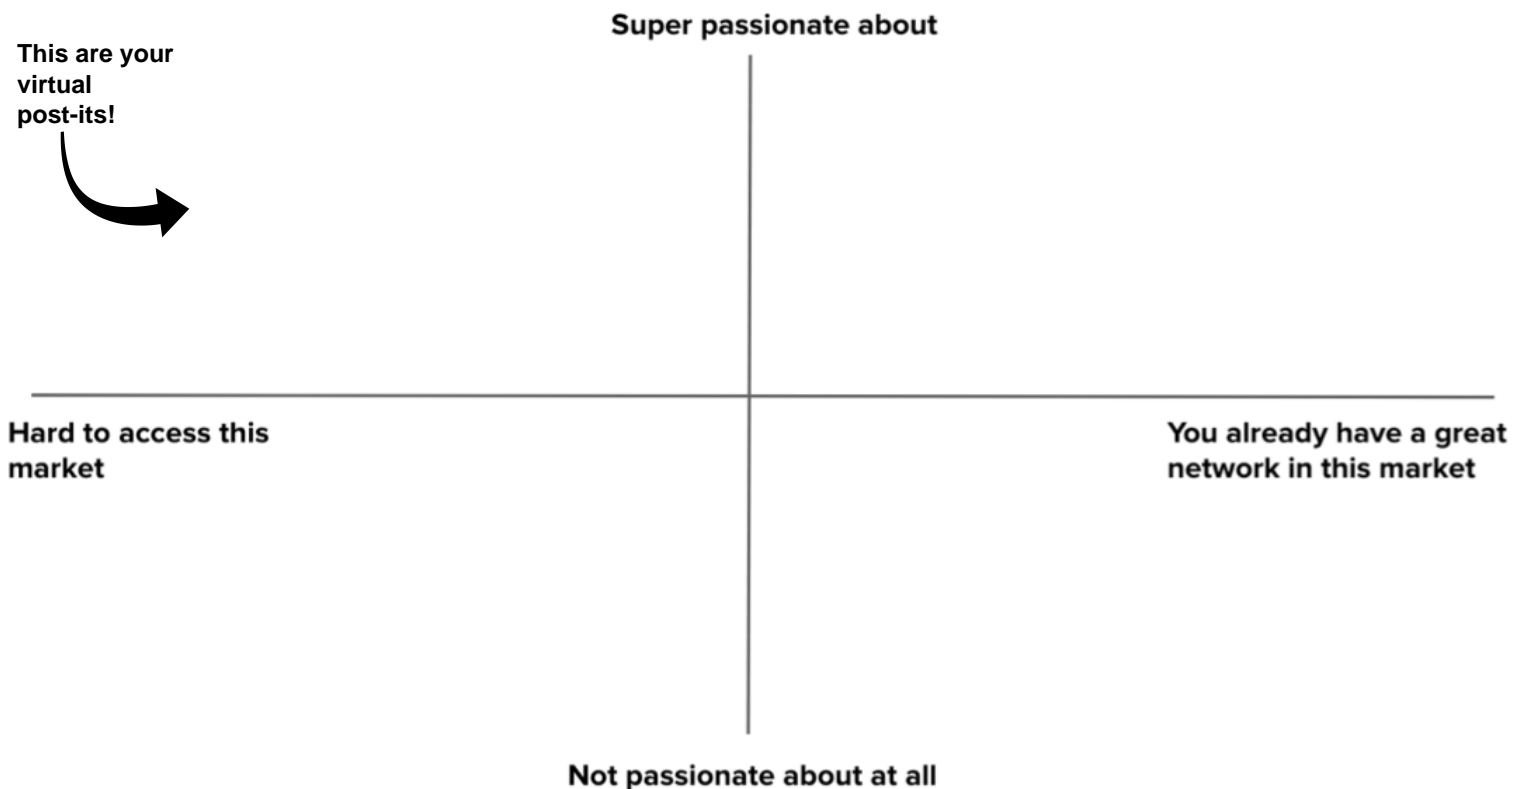 Super passionate about
This are your
virtual
post-its!
Hard to access this
market
You already have a great
network in this market
Not passionate about at all